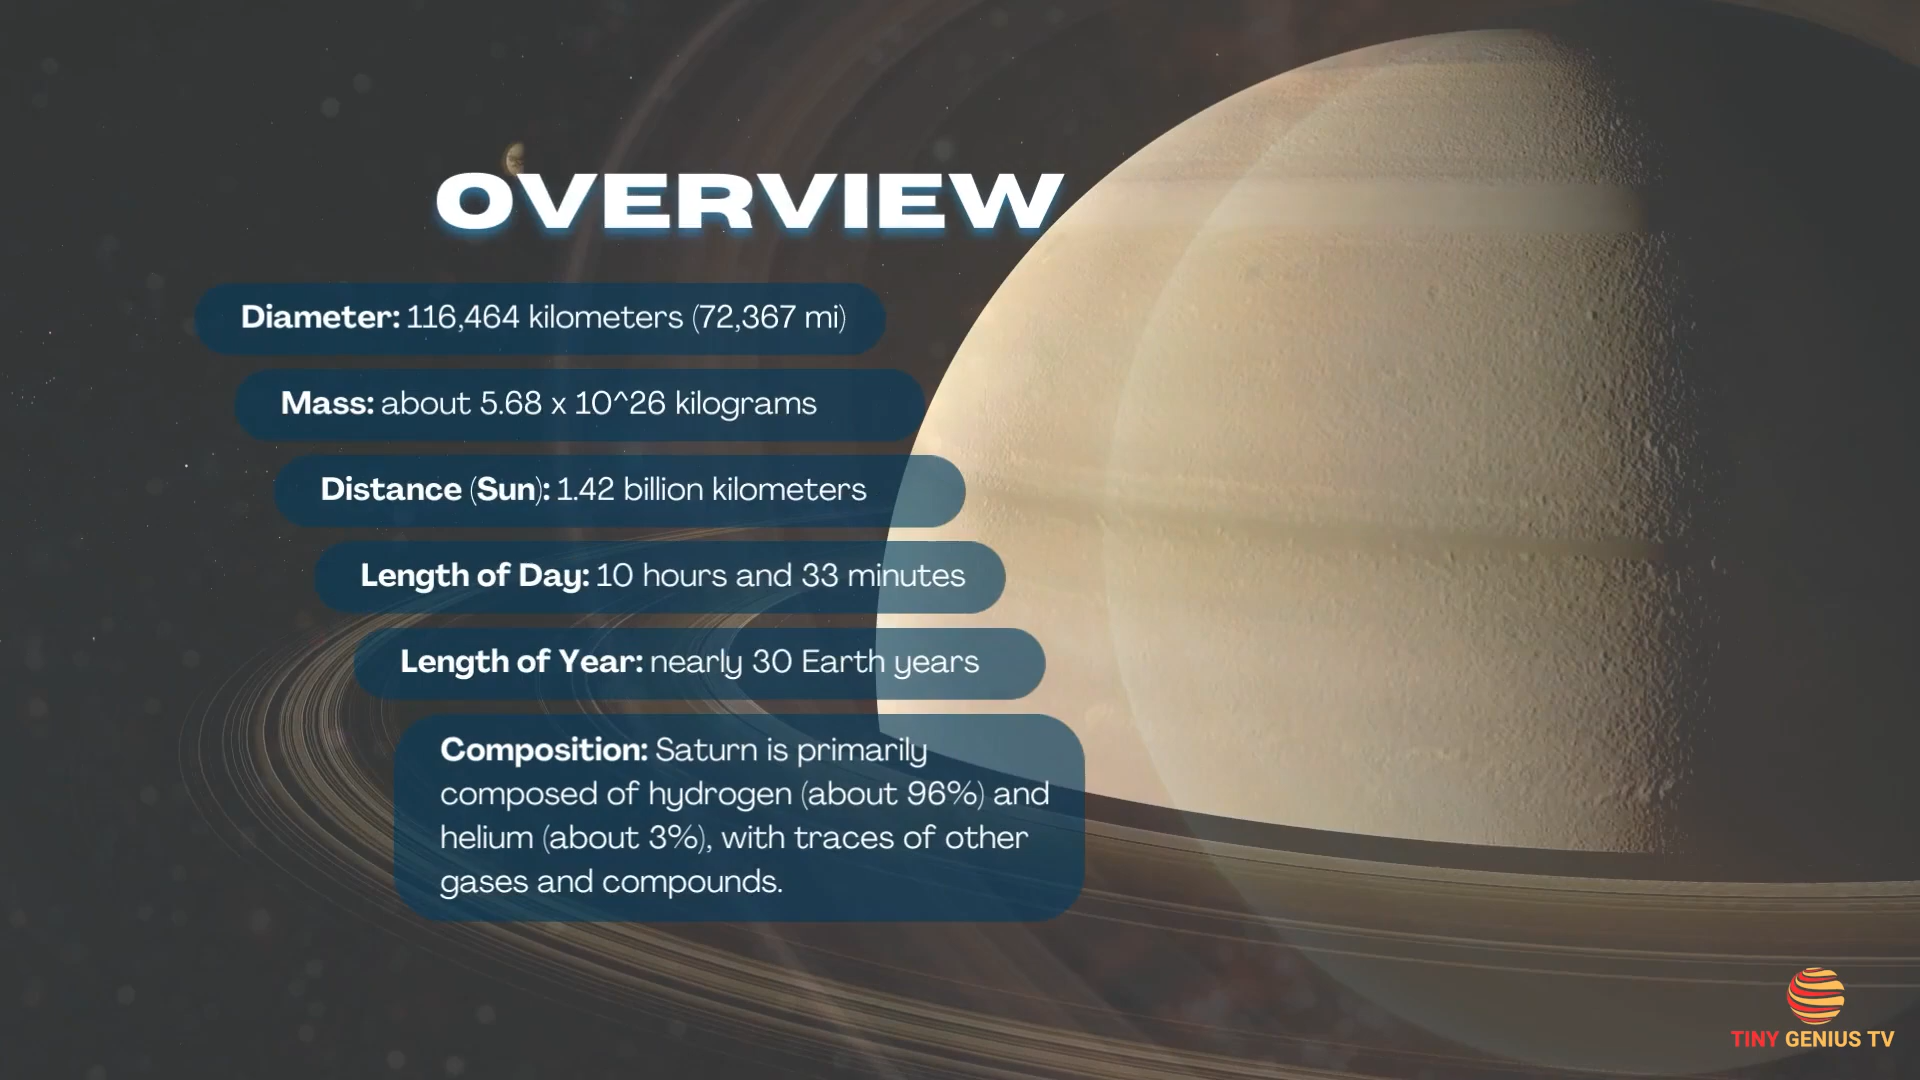 OVERVIEW
Diameter: 116,464 kilometers (72,367 mi)
Mass: about 5.68 x 10^26 kilograms
Distance (Sun): 1.42 billion kilometers
Length of Day: 10 hours and 33 minutes
Length of Year: nearly 30 Earth years
Composition: Saturn is primarily
composed of hydrogen (about 96%) and
helium (about 3%), with traces of other
gases and compounds.
TINY GENIUS TV